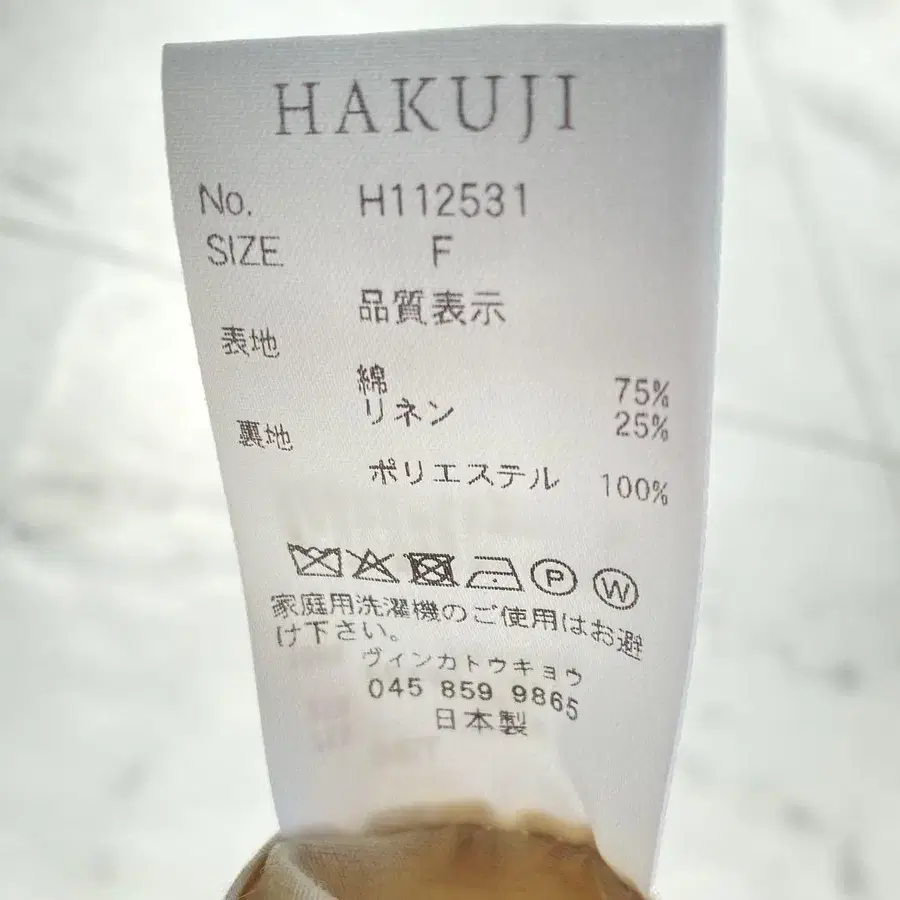 HAKUJI
No. H112531
SIZE F
品質表示
表地
綿 75%
リネン 25%
裏地
ポリエステル 100%
P W
家庭用洗濯機のご使用はお避
け下さい。
ヴィンカトウキョウ
045 859 9865
日本製